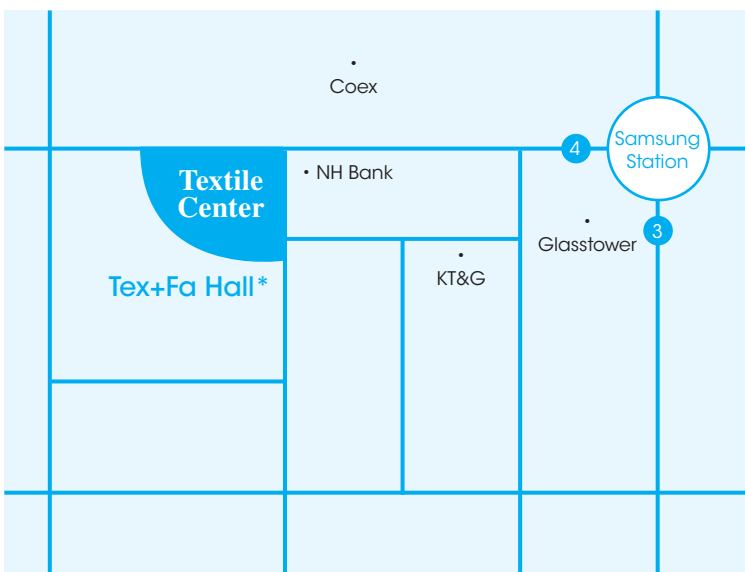 Coex
4
Samsung
Station
Textile
Center
• NH Bank
3
Glasstower
KT&G
Tex+Fa Hall*